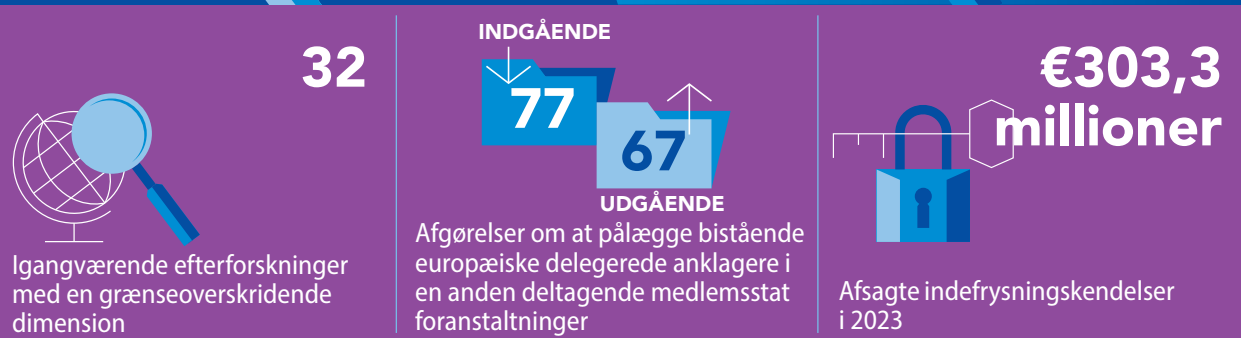 32
Igangværende efterforskninger
med en grænseoverskridende
dimension
INDGÅENDE
77
67
UDGÅENDE
Afgørelser om at pålægge bistående
europæiske delegerede anklagere i
en anden deltagende medlemsstat
foranstaltninger
€303,3
millioner
Afsagte indefrysningskendelser
i 2023